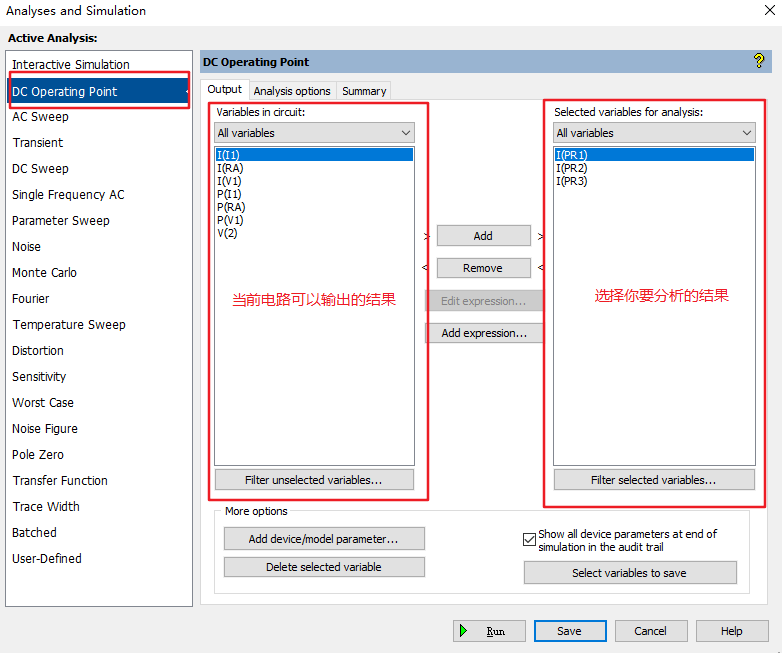 Analyses and Simulation
Active Analysis:
Interactive Simulation
DC Operating Point
AC Sweep
Transient
DC Sweep
Single Frequency AC
Parameter Sweep
Noise
Monte Carlo
Fourier
Temperature Sweep
Distortion
Sensitivity
Worst Case
Noise Figure
Pole Zero
Transfer Function
Trace Width
Batched
User-Defined
DC Operating Point
?
Output
Analysis options
Summary
Variables in circuit:
All variables
I(I1)
I(RA)
I(V1)
P(I1)
P(RA)
P(V1)
V(2)
当前电路可以输出的结果
Filter unselected variables...
> Add >
< Remove <
Edit expression...
Add expression...
Selected variables for analysis:
All variables
I(PR1)
I(PR2)
I(PR3)
选择你要分析的结果
Filter selected variables...
More options
Add device/model parameter...
Delete selected variable
Show all device parameters at end of
simulation in the audit trail
Select variables to save
Run
Save
Cancel
Help